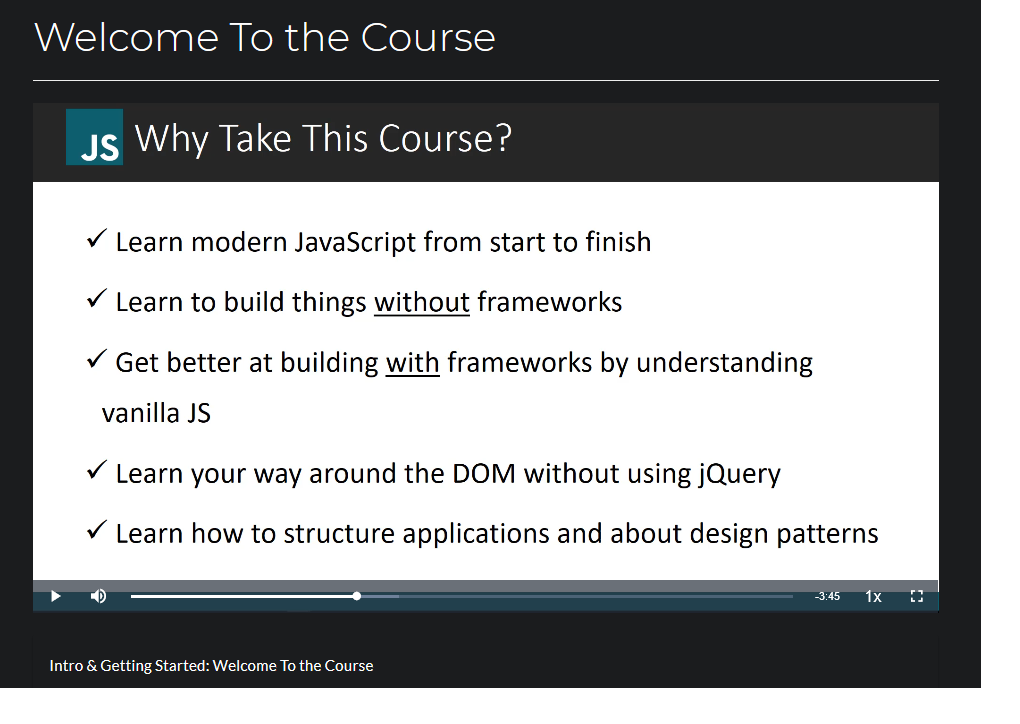 Welcome To the Course
JS Why Take This Course?
✓ Learn modern JavaScript from start to finish
✓ Learn to build things without frameworks
✓ Get better at building with frameworks by understanding
vanilla JS
✓ Learn your way around the DOM without using jQuery
✓ Learn how to structure applications and about design patterns
-3:45 1x
Intro & Getting Started: Welcome To the Course